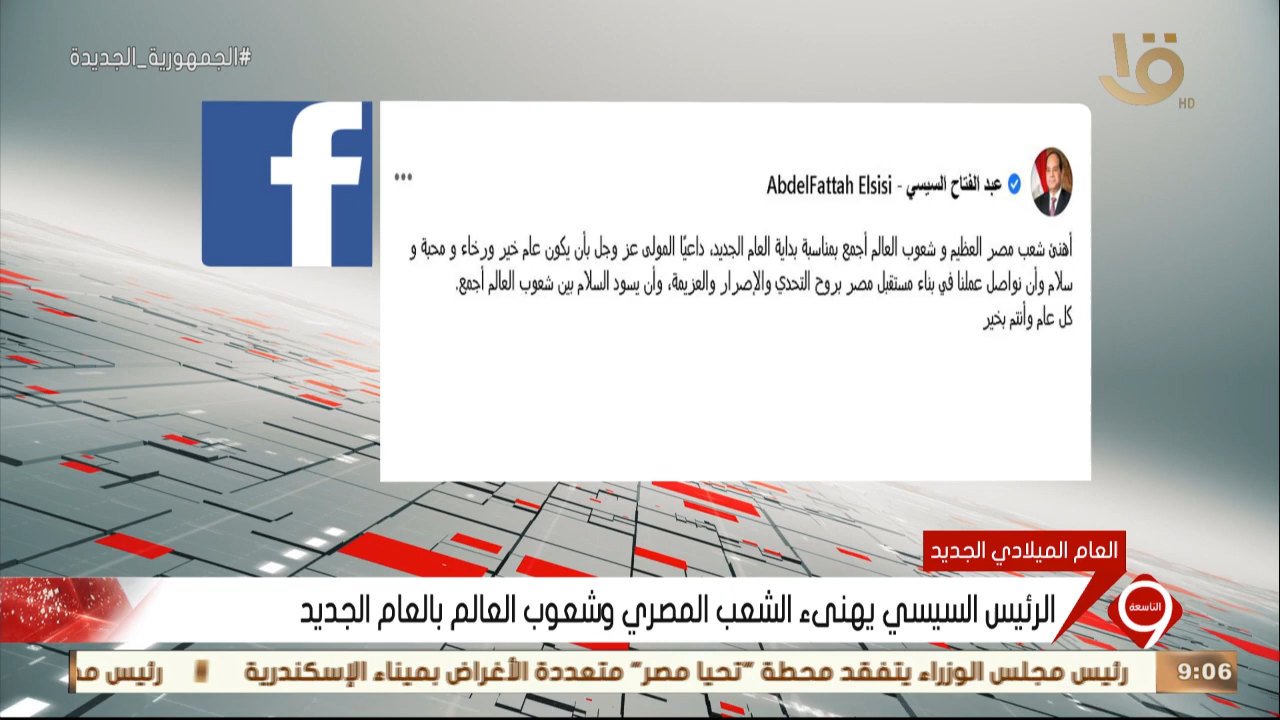 #الجمهورية_الجديدة
HD
عبد الفتاح السيسي - AbdelFattah Elsisi
أهنئ شعب مصر العظيم و شعوب العالم أجمع بمناسبة بداية العام الجديد، داعيًا المولى عز وجل بأن يكون عام خير ورخاء و محبة و
سلام وأن نواصل عملنا في بناء مستقبل مصر بروح التحدي والإصرار والعزيمة، وأن يسود السلام بين شعوب العالم أجمع.
كل عام وأنتم بخير
العام الميلادي الجديد
التاسعة
الرئيس السيسي يهنىء الشعب المصري وشعوب العالم بالعام الجديد
9:06
رئيس مجلس الوزراء يتفقد محطة "تحيا مصر" متعددة الأغراض بميناء الإسكندرية
رئيس مج